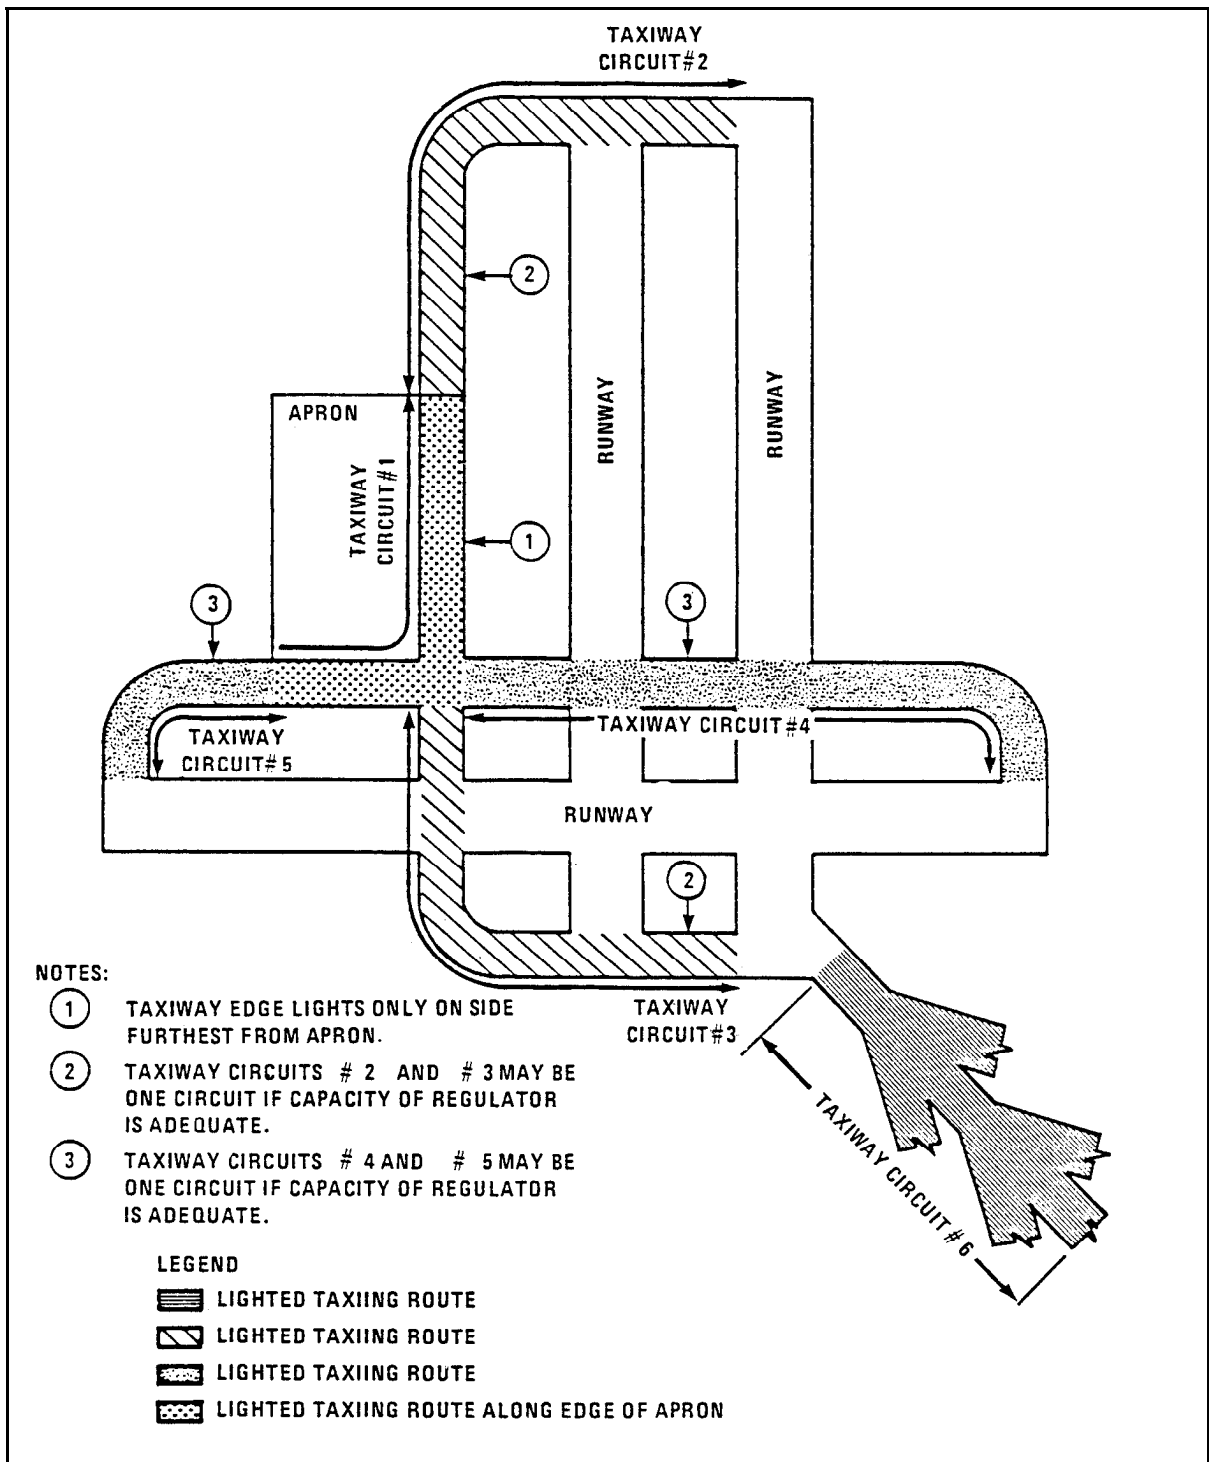 TAXIWAY
CIRCUIT#2
2
RUNWAY
RUNWAY
APRON
TAXIWAY
CIRCUIT#1
1
3
3
TAXIWAY CIRCUIT#4
TAXIWAY
CIRCUIT#5
RUNWAY
2
TAXIWAY
CIRCUIT#3
TAXIWAY CIRCUIT#6
NOTES:
1 TAXIWAY EDGE LIGHTS ONLY ON SIDE
FURTHEST FROM APRON.
2 TAXIWAY CIRCUITS # 2 AND # 3 MAY BE
ONE CIRCUIT IF CAPACITY OF REGULATOR
IS ADEQUATE.
3 TAXIWAY CIRCUITS # 4 AND # 5 MAY BE
ONE CIRCUIT IF CAPACITY OF REGULATOR
IS ADEQUATE.
LEGEND
LIGHTED TAXIING ROUTE
LIGHTED TAXIING ROUTE
LIGHTED TAXIING ROUTE
LIGHTED TAXIING ROUTE ALONG EDGE OF APRON